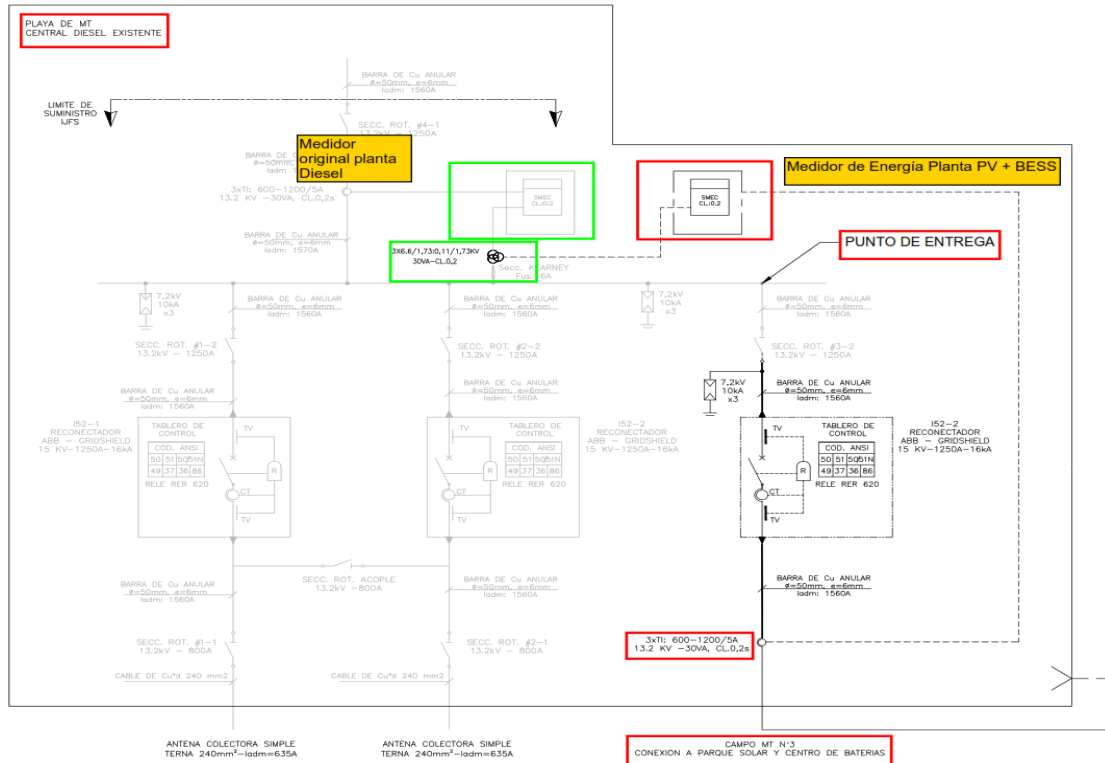 PLAYA DE MT
CENTRAL DIESEL EXISTENTE
BARRA DE Cu ANULAR
ø=50mm, e=6mm
Iadm: 1560A
LIMITE DE
SUMINISTRO
IJFS
SECC. ROT. #4-1
13.2kV - 1250A
Medidor
original planta
Diesel
BARRA DE C
ø=50mm,
Iadm:
3xTI: 600-1200/5A
13.2 KV -30VA, CL.0,2s
BARRA DE Cu ANULAR
ø=50mm, e=6mm
Iadm: 1570A
SMEC
CL:0.2
SMEC
CL:0.2
Medidor de Energía Planta PV + BESS
3X6.6/1,73:0,11/1,73KV
30VA-CL.0,2
Secc. KEARNEY
Fus. 6A
PUNTO DE ENTREGA
7,2kV
10kA
x3
BARRA DE Cu ANULAR
ø=50mm, e=6mm
Iadm: 1560A
BARRA DE Cu ANULAR
ø=50mm, e=6mm
Iadm: 1560A
7,2kV
10kA
x3
BARRA DE Cu ANULAR
ø=50mm, e=6mm
Iadm: 1560A
SECC. ROT. #1-2
13.2kV - 1250A
SECC. ROT. #2-2
13.2kV - 1250A
SECC. ROT. #3-2
13.2kV - 1250A
BARRA DE Cu ANULAR
ø=50mm, e=6mm
Iadm: 1560A
BARRA DE Cu ANULAR
ø=50mm, e=6mm
Iadm: 1560A
7,2kV
10kA
x3
BARRA DE Cu ANULAR
ø=50mm, e=6mm
Iadm: 1560A
TV
TABLERO DE
CONTROL
COD. ANSI
50 51 50/51N
49 37 36 86
RELE RER 620
R
CT
TV
I52-1
RECONECTADOR
ABB - GRIDSHIELD
15 KV-1250A-16kA
TV
TABLERO DE
CONTROL
COD. ANSI
50 51 50/51N
49 37 36 86
RELE RER 620
R
CT
TV
I52-2
RECONECTADOR
ABB - GRIDSHIELD
15 KV-1250A-16kA
TV
TABLERO DE
CONTROL
COD. ANSI
50 51 50/51N
49 37 36 86
RELE RER 620
R
CT
TV
I52-2
RECONECTADOR
ABB - GRIDSHIELD
15 KV-1250A-16kA
BARRA DE Cu ANULAR
ø=50mm, e=6mm
Iadm: 1560A
SECC. ROT. ACOPLE
13.2kV -800A
BARRA DE Cu ANULAR
ø=50mm, e=6mm
Iadm: 1560A
BARRA DE Cu ANULAR
ø=50mm, e=6mm
Iadm: 1560A
SECC. ROT. #1-1
13.2kV - 800A
SECC. ROT. #2-1
13.2kV - 800A
3xTI: 600-1200/5A
13.2 KV -30VA, CL.0,2s
CABLE DE Cu*d 240 mm2
CABLE DE Cu*d 240 mm2
ANTENA COLECTORA SIMPLE
TERNA 240mm²-Iadm=635A
ANTENA COLECTORA SIMPLE
TERNA 240mm²-Iadm=635A
CAMPO MT N°3
CONEXION A PARQUE SOLAR Y CENTRO DE BATERIAS